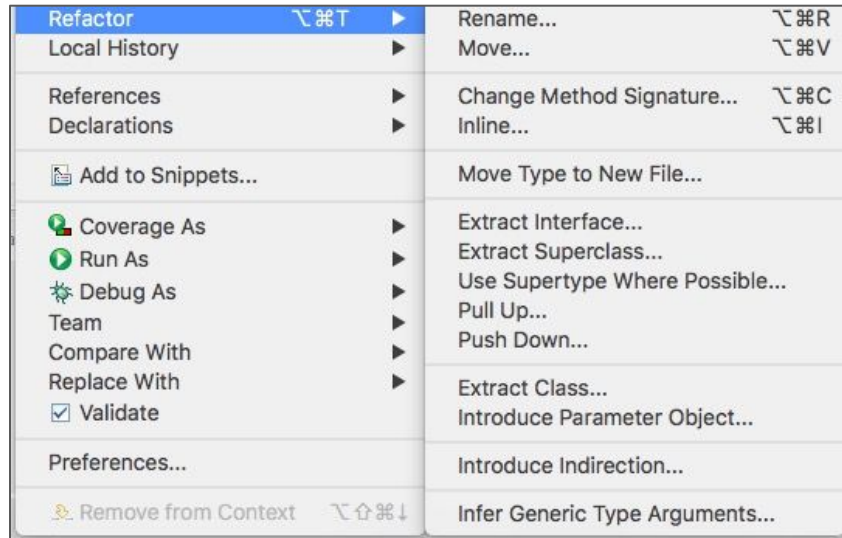 Refactor ⌥⌘T ▶
Local History ▶
References ▶
Declarations ▶
Add to Snippets...
Coverage As ▶
Run As ▶
Debug As ▶
Team ▶
Compare With ▶
Replace With ▶
Validate
Preferences...
Remove from Context ⌥⇧⌘↓
Rename... ⌥⌘R
Move... ⌥⌘V
Change Method Signature... ⌥⌘C
Inline... ⌥⌘I
Move Type to New File...
Extract Interface...
Extract Superclass...
Use Supertype Where Possible...
Pull Up...
Push Down...
Extract Class...
Introduce Parameter Object...
Introduce Indirection...
Infer Generic Type Arguments...